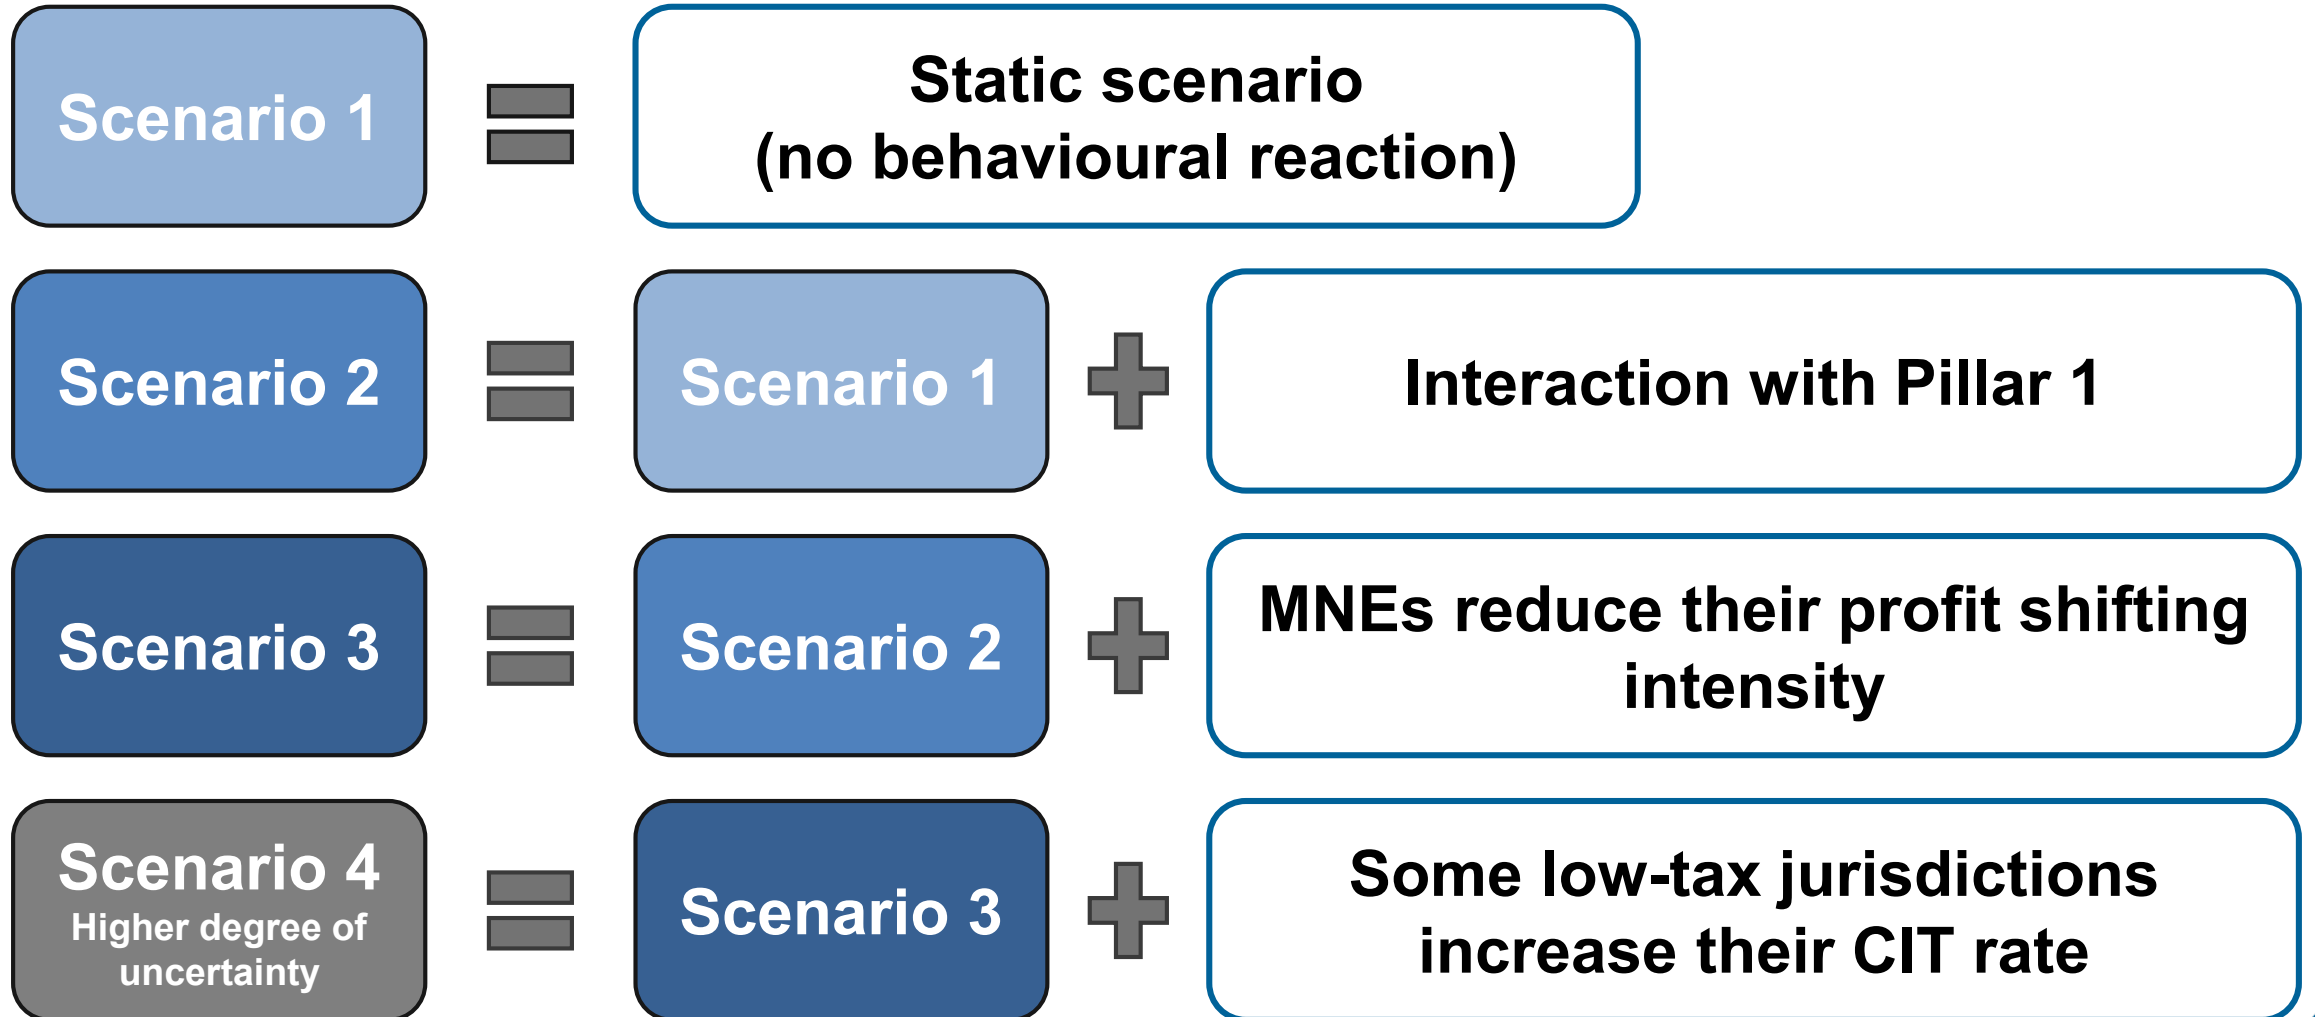 Scenario 1
Static scenario
(no behavioural reaction)
Scenario 2
Scenario 1
Interaction with Pillar 1
Scenario 3
Scenario 2
MNEs reduce their profit shifting
intensity
Scenario 4
Higher degree of
uncertainty
Scenario 3
Some low-tax jurisdictions
increase their CIT rate